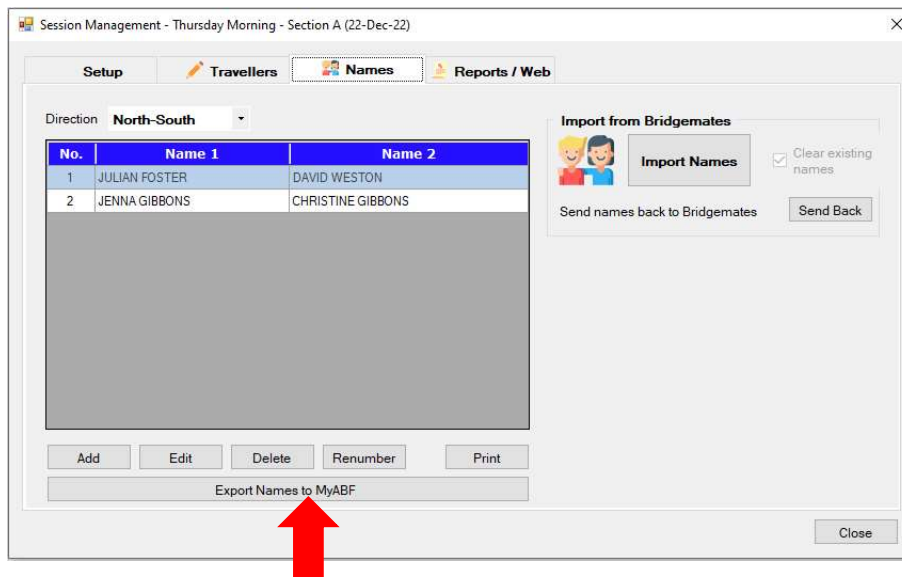 Session Management - Thursday Morning - Section A (22-Dec-22)
Setup Travellers Names Reports / Web
Direction North-South
No. Name 1 Name 2
1 JULIAN FOSTER DAVID WESTON
2 JENNA GIBBONS CHRISTINE GIBBONS
Add Edit Delete Renumber Print
Export Names to MyABF
Import from Bridgemates
Import Names
Clear existing
names
Send names back to Bridgemates Send Back
Close